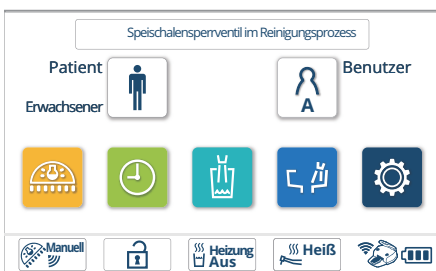 Speischalensperrventil im Reinigungsprozess
Patient
Benutzer
Erwachsener
A
Manuell
Heizung
Aus
Heiß